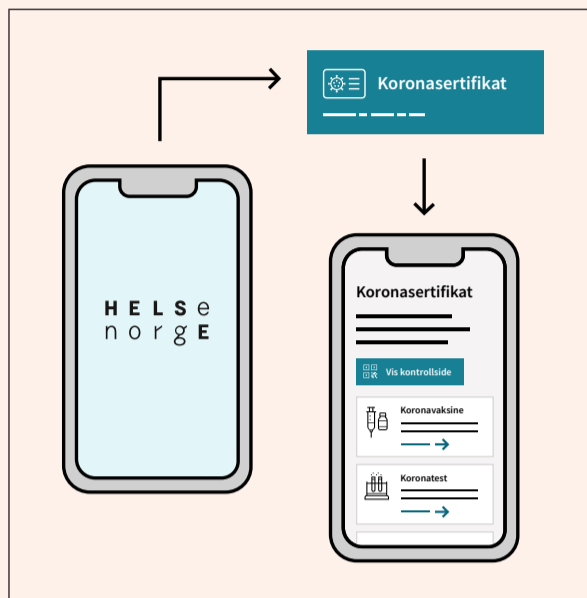 HELSe
norgE
Koronasertifikat
Koronasertifikat
Vis kontrollside
Koronavaksine
Koronatest